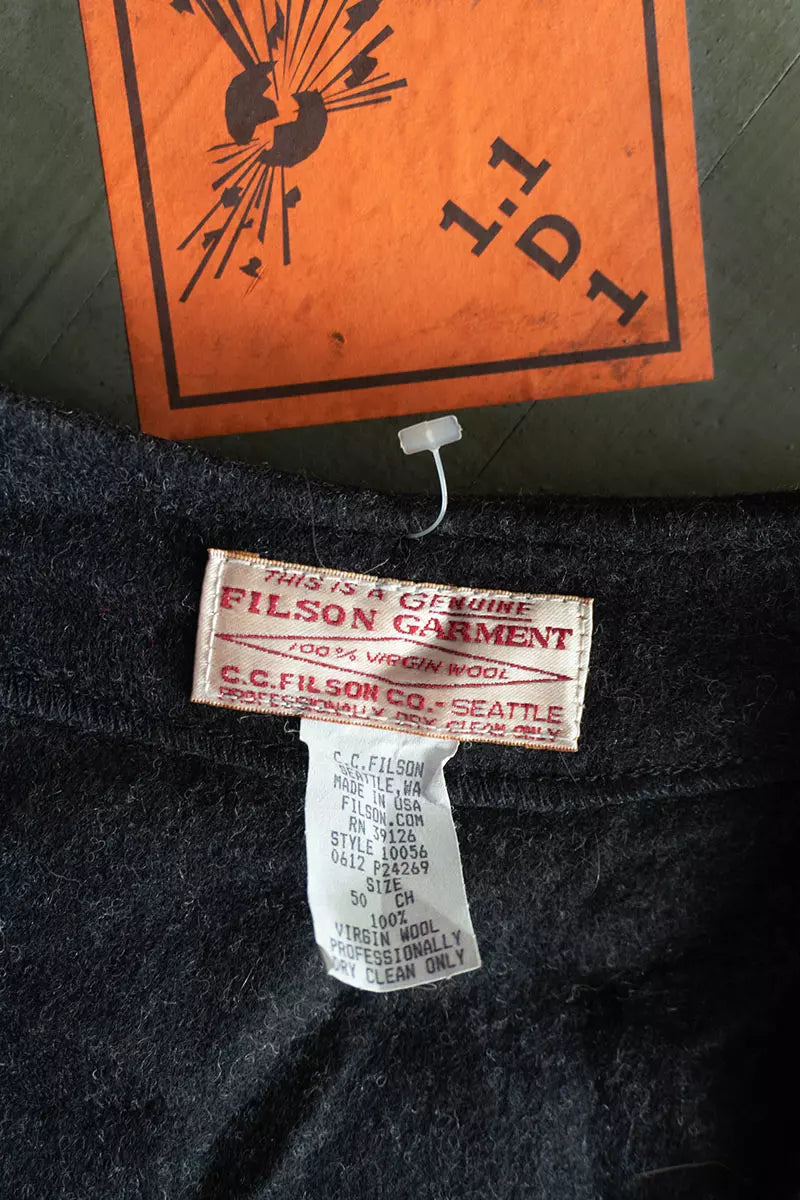 1.1
D
1
THIS IS A GENUINE
FILSON GARMENT
100% VIRGIN WOOL
C.C.FILSON CO.- SEATTLE
PROFESSIONALLY DRY CLEAN ONLY
C.C.FILSON
SEATTLE,WA
MADE IN USA
FILSON.COM
RN 39126
STYLE 10056
0612 P24269
SIZE
50 CH
100%
VIRGIN WOOL
PROFESSIONALLY
DRY CLEAN ONLY